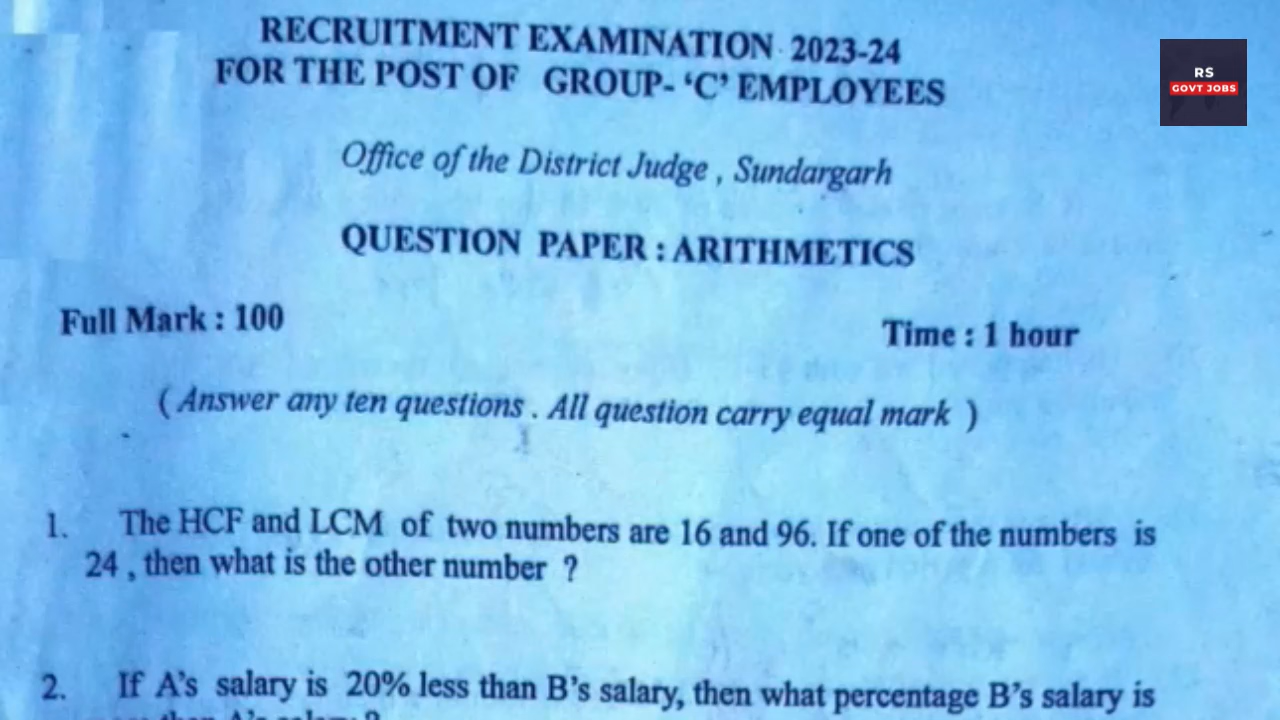 RECRUITMENT EXAMINATION 2023-24
FOR THE POST OF GROUP- ‘C’ EMPLOYEES
RS
GOVT JOBS
Office of the District Judge , Sundargarh
QUESTION PAPER : ARITHMETICS
Full Mark : 100
Time : 1 hour
( Answer any ten questions . All question carry equal mark )
1. The HCF and LCM of two numbers are 16 and 96. If one of the numbers is
24 , then what is the other number ?
2. If A’s salary is 20% less than B’s salary, then what percentage B’s salary is
than A’s salary ?